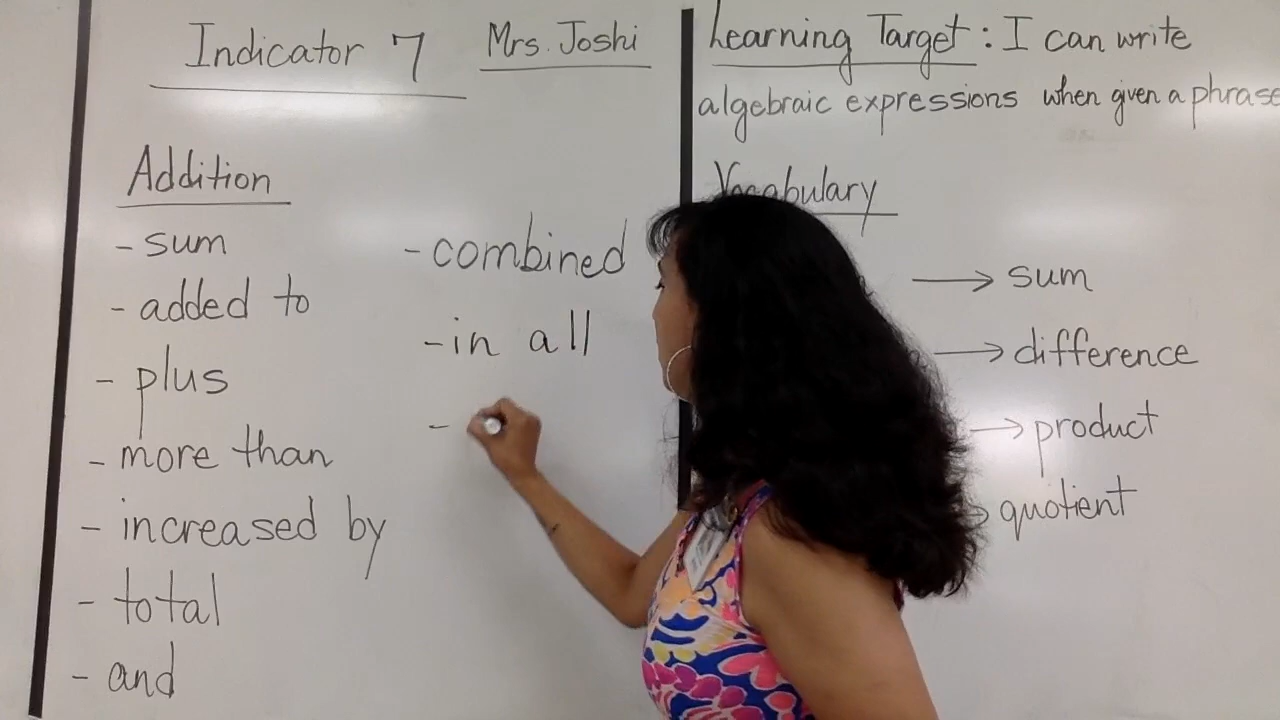 Indicator 7
Mrs. Joshi
Addition
- sum
- added to
- plus
- more than
- increased by
- total
- and
- combined
- in all
-
Learning Target: I can write
algebraic expressions when given a phrase
Vocabulary
→ sum
→ difference
→ product
→ quotient